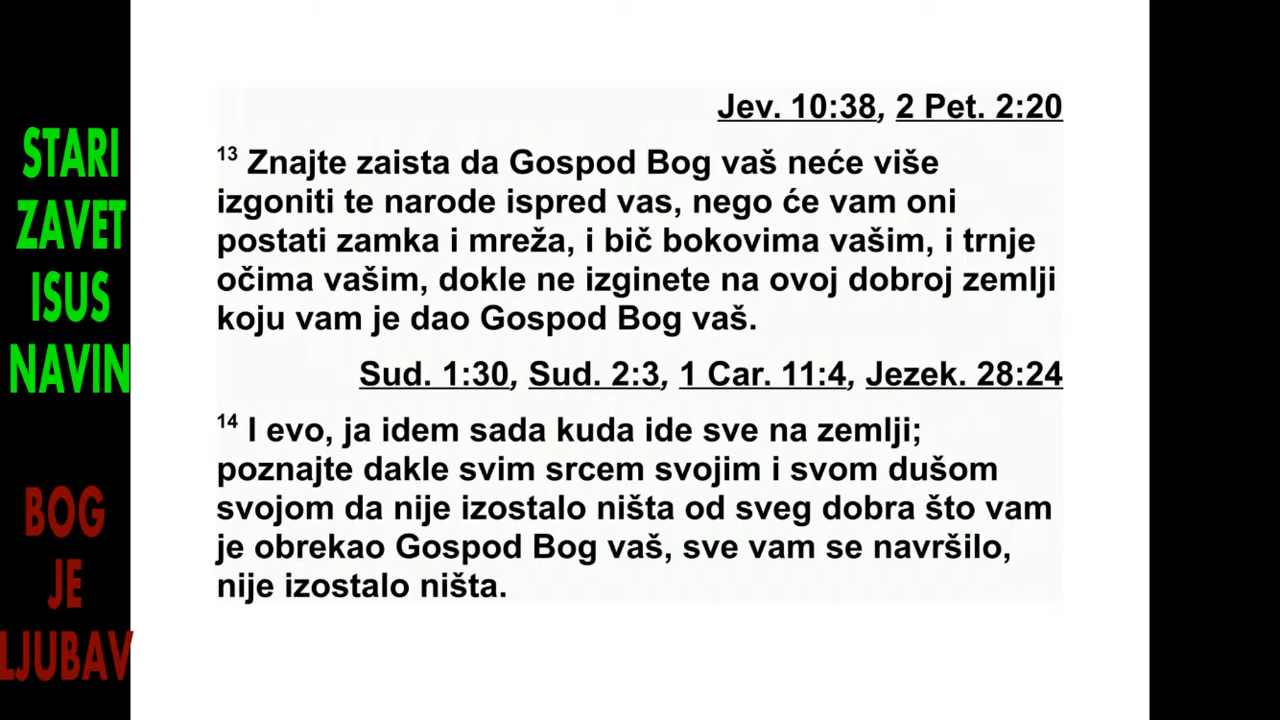 STARI
ZAVET
ISUS
NAVIN
BOG
JE
LJUBAV
Jev. 10:38, 2 Pet. 2:20
13 Znajte zaista da Gospod Bog vaš neće više
izgoniti te narode ispred vas, nego će vam oni
postati zamka i mreža, i bič bokovima vašim, i trnje
očima vašim, dokle ne izginete na ovoj dobroj zemlji
koju vam je dao Gospod Bog vaš.
Sud. 1:30, Sud. 2:3, 1 Car. 11:4, Jezek. 28:24
14 I evo, ja idem sada kuda ide sve na zemlji;
poznajte dakle svim srcem svojim i svom dušom
svojom da nije izostalo ništa od sveg dobra što vam
je obrekao Gospod Bog vaš, sve vam se navršilo,
nije izostalo ništa.